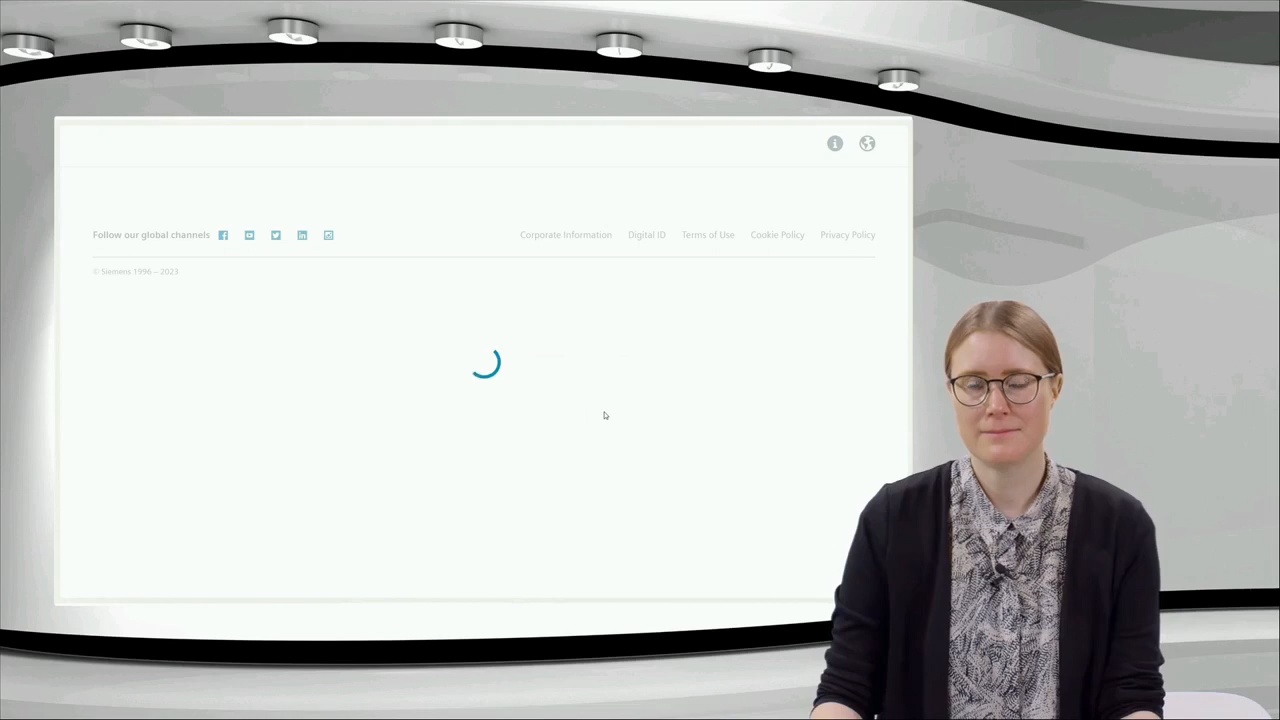 Follow our global channels
Corporate Information Digital ID Terms of Use Cookie Policy Privacy Policy
© Siemens 1996 – 2023